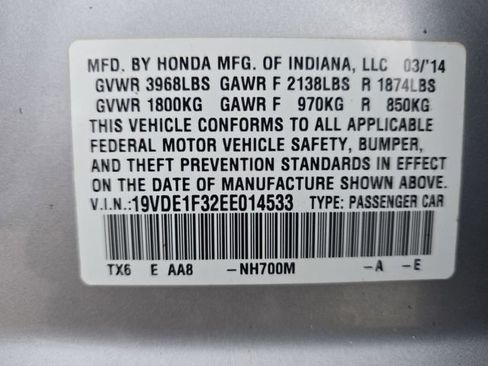 MFD. BY HONDA MFG. OF INDIANA, LLC 03/'14
GVWR 3968LBS GAWR F 2138LBS R 1874LBS
GVWR 1800KG GAWR F 970KG R 850KG
THIS VEHICLE CONFORMS TO ALL APPLICABLE
FEDERAL MOTOR VEHICLE SAFETY, BUMPER,
AND THEFT PREVENTION STANDARDS IN EFFECT
ON THE DATE OF MANUFACTURE SHOWN ABOVE.
V.I.N.:19VDE1F32EE014533 TYPE: PASSENGER CAR
TX6 E AA8 -NH700M -A -E